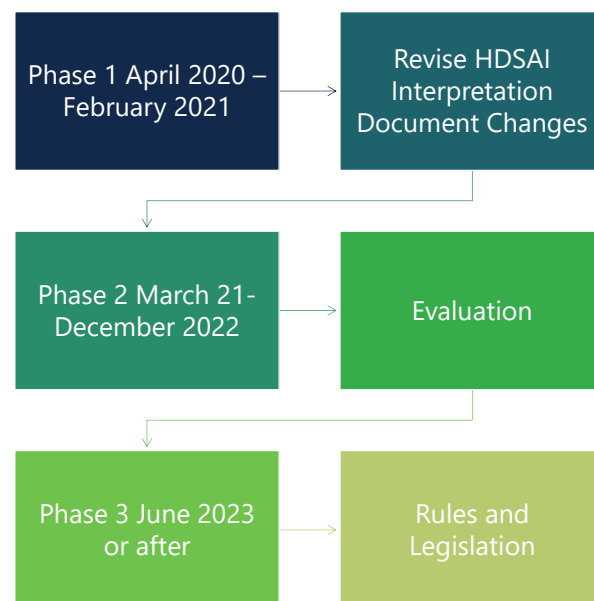 Phase 1 April 2020 –
February 2021
Revise HDSAI
Interpretation
Document Changes
Phase 2 March 21-
December 2022
Evaluation
Phase 3 June 2023
or after
Rules and
Legislation